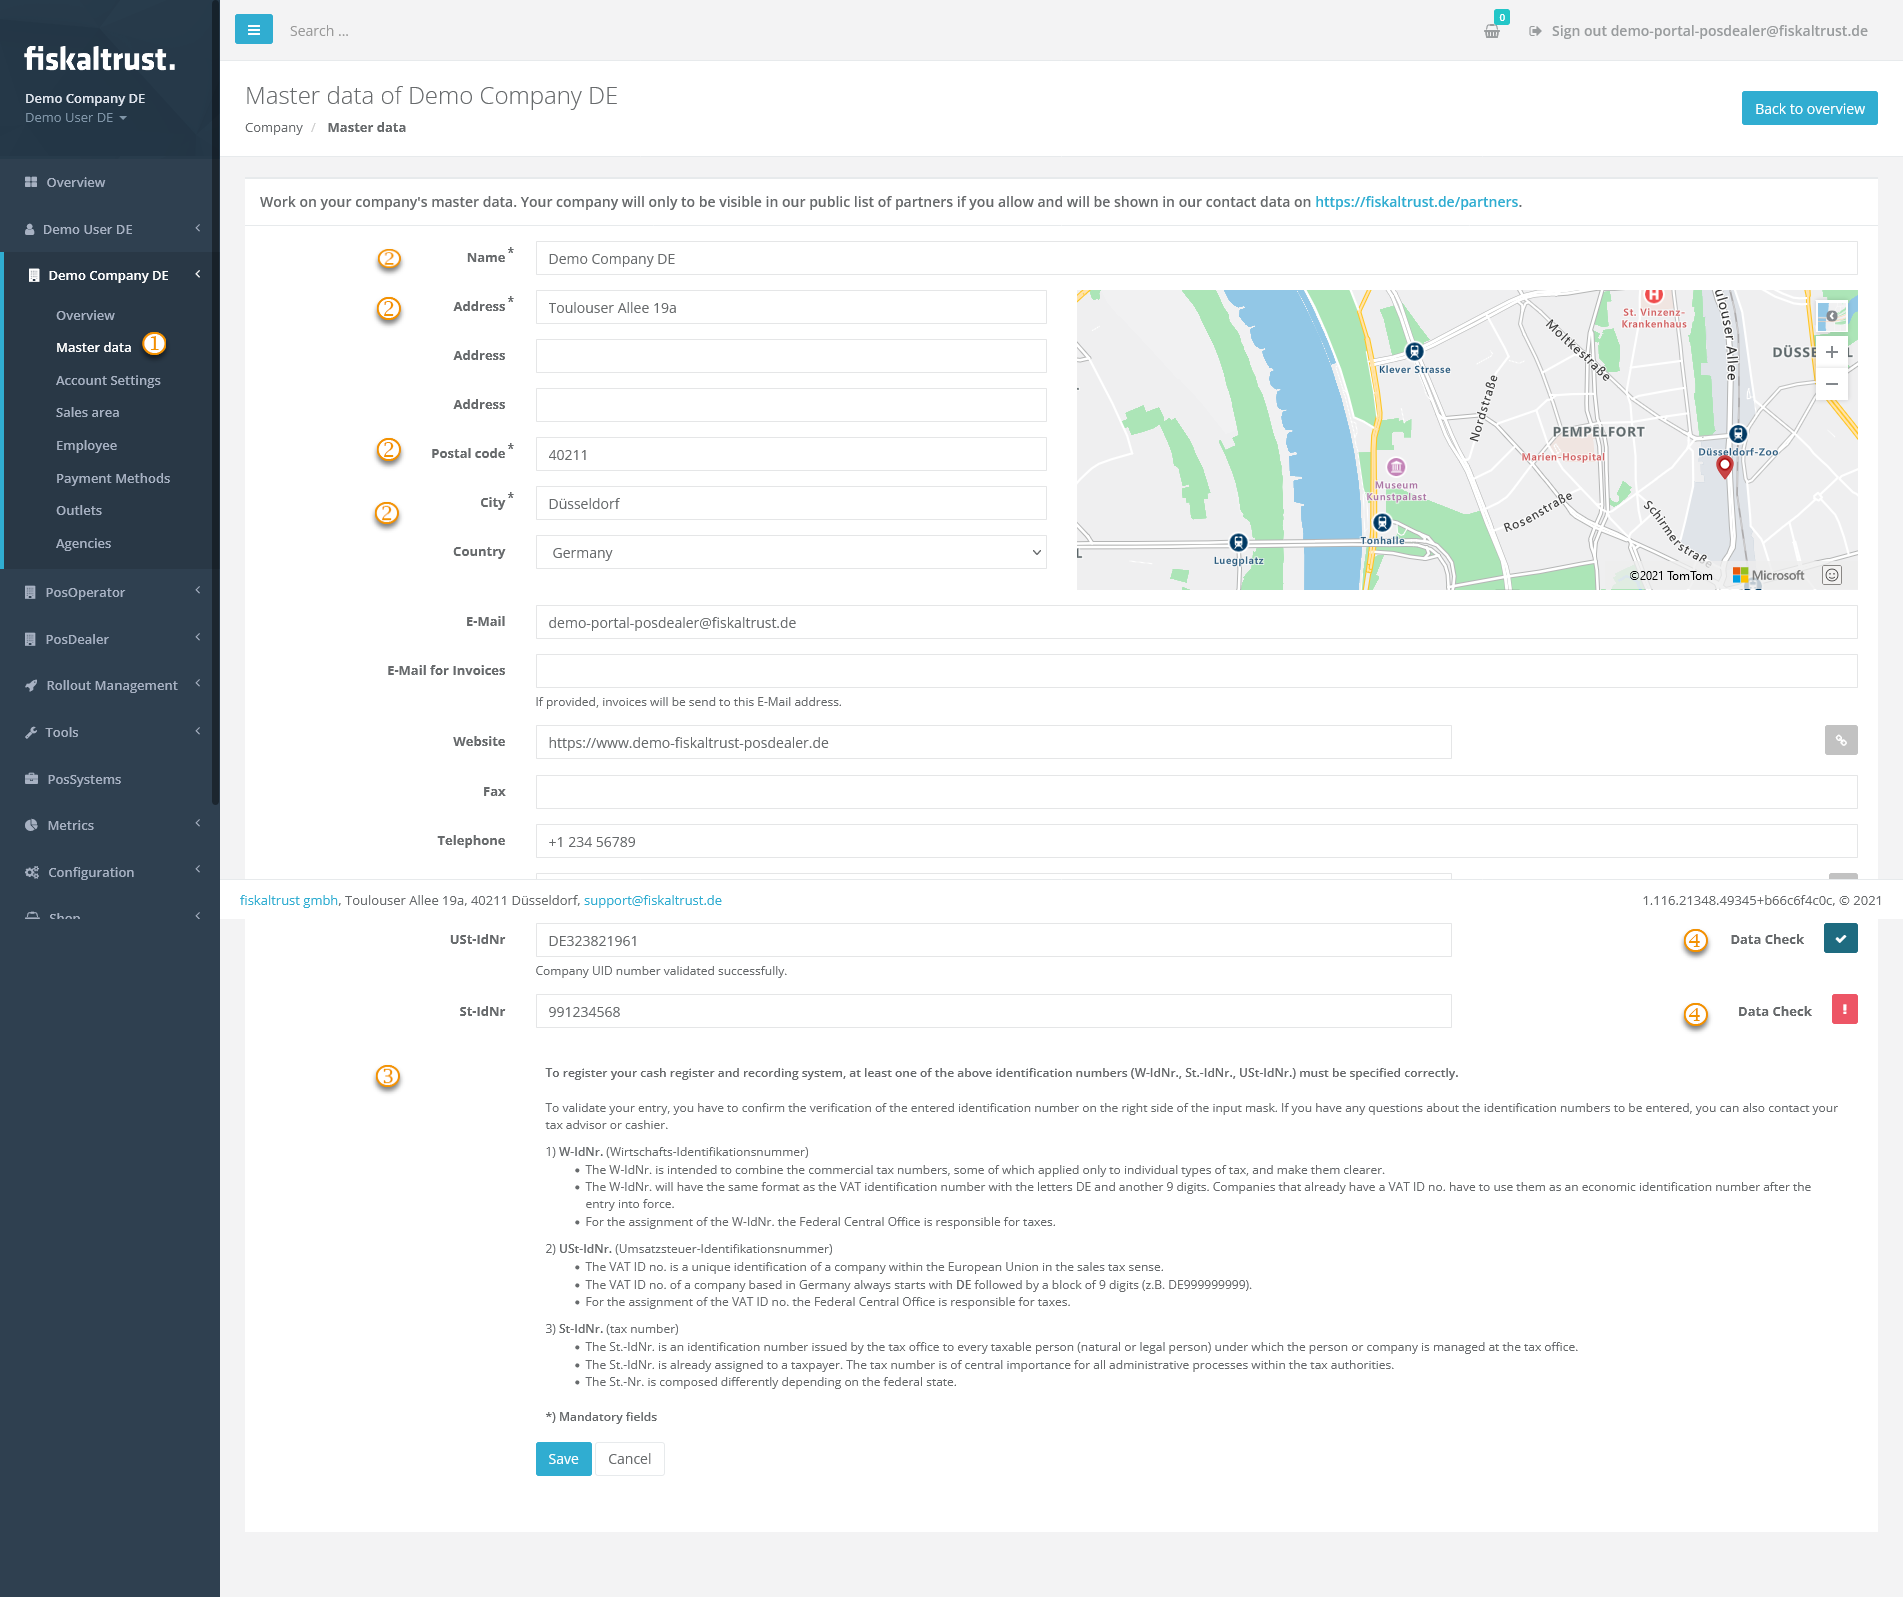 fiskaltrust.
Demo Company DE
Demo User DE
Overview
Demo User DE
Demo Company DE
Overview
Master data
1
Account Settings
Sales area
Employee
Payment Methods
Outlets
Agencies
PosOperator
PosDealer
Rollout Management
Tools
PosSystems
Metrics
Configuration
Shop
Search ...
0
Sign out demo-portal-posdealer@fiskaltrust.de
Master data of Demo Company DE
Company / Master data
Back to overview
Work on your company's master data. Your company will only to be visible in our public list of partners if you allow and will be shown in our contact data on https://fiskaltrust.de/partners.
2 Name* Demo Company DE
2 Address* Toulouser Allee 19a
Address
Address
2 Postal code* 40211
2 City* Düsseldorf
Country Germany
St. Vinzenz-
Krankenhaus
Moltkestraße
Toulouser Allee
Klever Strasse
Nordstraße
PEMPELFORT
Marien-Hospital
Düsseldorf-Zoo
Museum
Kunstpalast
Rosenstraße
Schirmerstraße
Tonhalle
Luegplatz
©2021 TomTom
Microsoft
E-Mail demo-portal-posdealer@fiskaltrust.de
E-Mail for Invoices
If provided, invoices will be send to this E-Mail address.
Website https://www.demo-fiskaltrust-posdealer.de
Fax
Telephone +1 234 56789
fiskaltrust gmbh, Toulouser Allee 19a, 40211 Düsseldorf, support@fiskaltrust.de
1.116.21348.49345+b66c6f4c0c, © 2021
USt-IdNr DE323821961 4 Data Check
Company UID number validated successfully.
St-IdNr 991234568 4 Data Check
3
To register your cash register and recording system, at least one of the above identification numbers (W-IdNr., St.-IdNr., USt-IdNr.) must be specified correctly.
To validate your entry, you have to confirm the verification of the entered identification number on the right side of the input mask. If you have any questions about the identification numbers to be entered, you can also contact your
tax advisor or cashier.
1) W-IdNr. (Wirtschafts-Identifikationsnummer)
• The W-IdNr. is intended to combine the commercial tax numbers, some of which applied only to individual types of tax, and make them clearer.
• The W-IdNr. will have the same format as the VAT identification number with the letters DE and another 9 digits. Companies that already have a VAT ID no. have to use them as an economic identification number after the
entry into force.
• For the assignment of the W-IdNr. the Federal Central Office is responsible for taxes.
2) USt-IdNr. (Umsatzsteuer-Identifikationsnummer)
• The VAT ID no. is a unique identification of a company within the European Union in the sales tax sense.
• The VAT ID no. of a company based in Germany always starts with DE followed by a block of 9 digits (z.B. DE999999999).
• For the assignment of the VAT ID no. the Federal Central Office is responsible for taxes.
3) St-IdNr. (tax number)
• The St.-IdNr. is an identification number issued by the tax office to every taxable person (natural or legal person) under which the person or company is managed at the tax office.
• The St.-IdNr. is already assigned to a taxpayer. The tax number is of central importance for all administrative processes within the tax authorities.
• The St.-Nr. is composed differently depending on the federal state.
*) Mandatory fields
Save Cancel